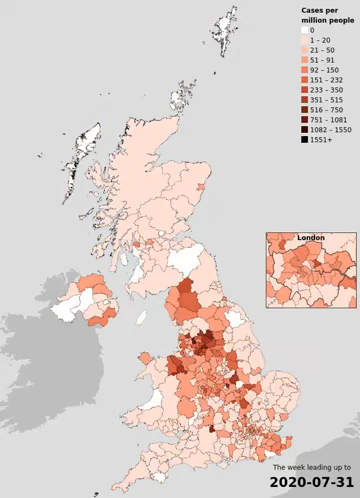 Cases per
million people
0
1 – 20
21 – 50
51 – 91
92 – 150
151 – 232
233 – 350
351 – 515
516 – 750
751 – 1081
1082 – 1550
1551+
London
The week leading up to
2020-07-31